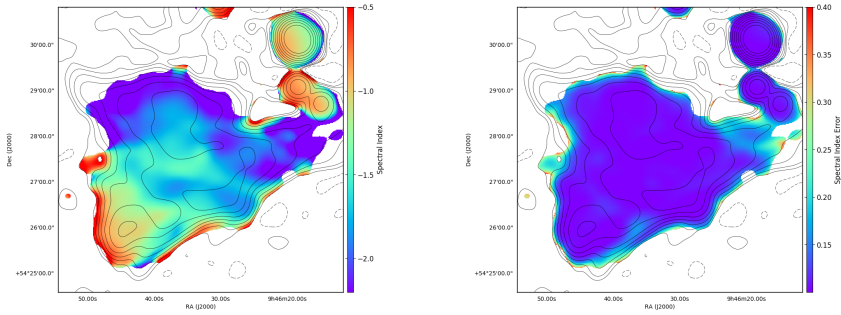 30'00.0"
29'00.0"
28'00.0"
27'00.0"
26'00.0"
+54°25'00.0"
Dec (J2000)
50.00s 40.00s 30.00s 9h46m20.00s
RA (J2000)
−0.5
−1.0
−1.5
−2.0
Spectral Index
30'00.0"
29'00.0"
28'00.0"
27'00.0"
26'00.0"
+54°25'00.0"
Dec (J2000)
50.00s 40.00s 30.00s 9h46m20.00s
RA (J2000)
0.40
0.35
0.30
0.25
0.20
0.15
Spectral Index Error